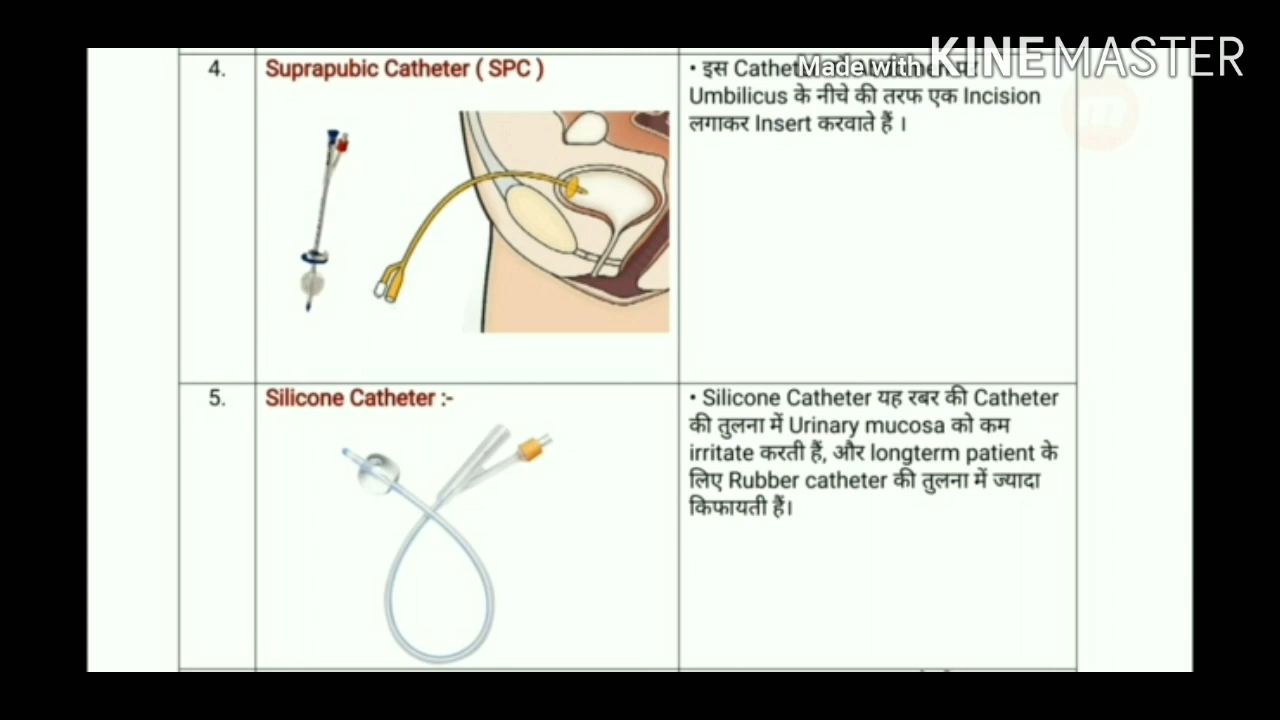 Made with KINEMASTER
4.
Suprapubic Catheter ( SPC )
• इस
Umbilicus के नीचे की तरफ एक Incision
लगाकर Insert करवाते हैं ।
5.
Silicone Catheter :-
• Silicone Catheter यह रबर की Catheter
की तुलना में Urinary mucosa को कम
irritate करती हैं, और longterm patient के
लिए Rubber catheter की तुलना में ज्यादा
किफायती हैं।